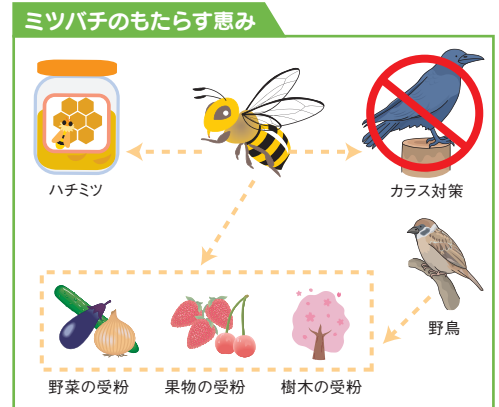 ミツバチのもたらす恵み
ハチミツ
カラス対策
野鳥
野菜の受粉
果物の受粉
樹木の受粉